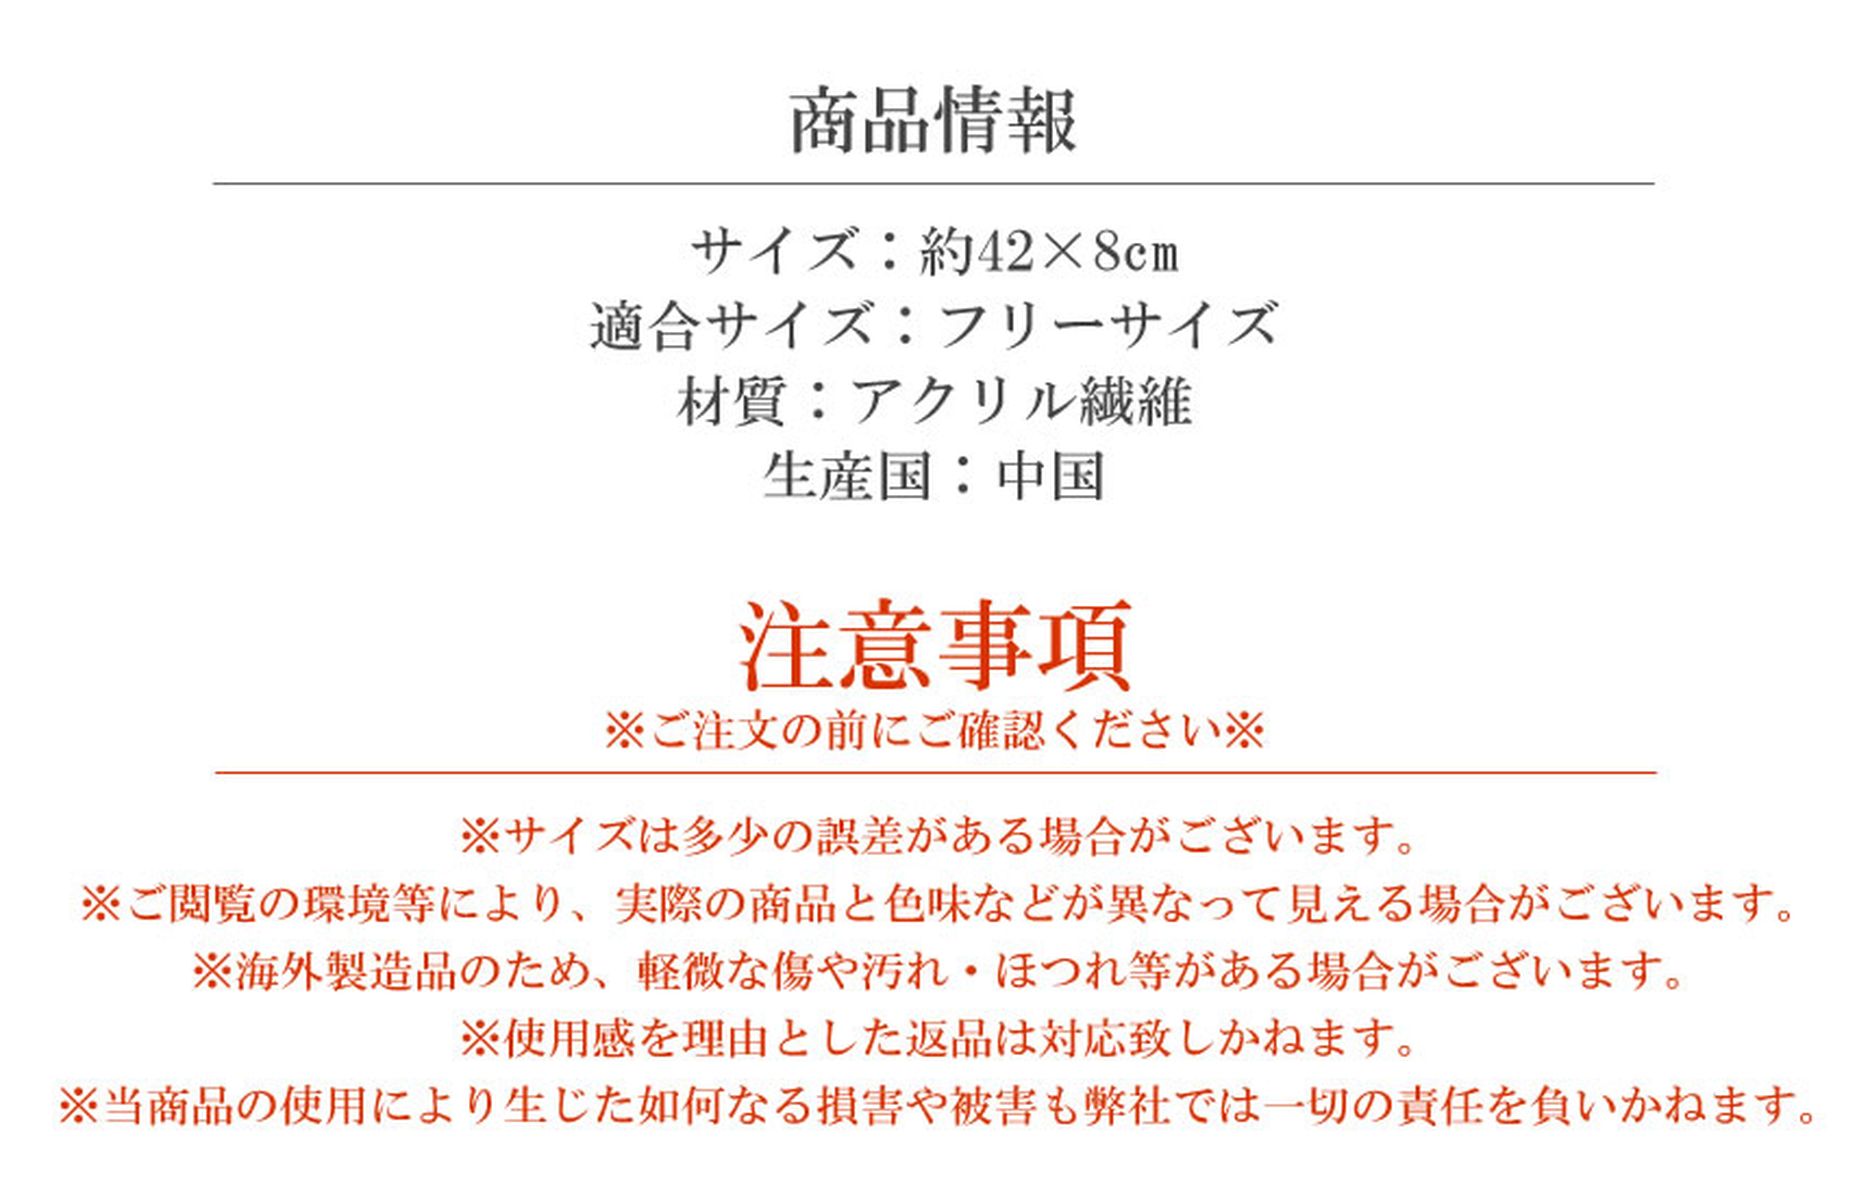 商品情報
サイズ：約42×8cm
適合サイズ：フリーサイズ
材質：アクリル繊維
生産国：中国
注意事項
※ご注文の前にご確認ください※
※サイズは多少の誤差がある場合がございます。
※ご閲覧の環境等により、実際の商品と色味などが異なって見える場合がございます。
※海外製造品のため、軽微な傷や汚れ・ほつれ等がある場合がございます。
※使用感を理由とした返品は対応致しかねます。
※当商品の使用により生じた如何なる損害や被害も弊社では一切の責任を負いかねます。